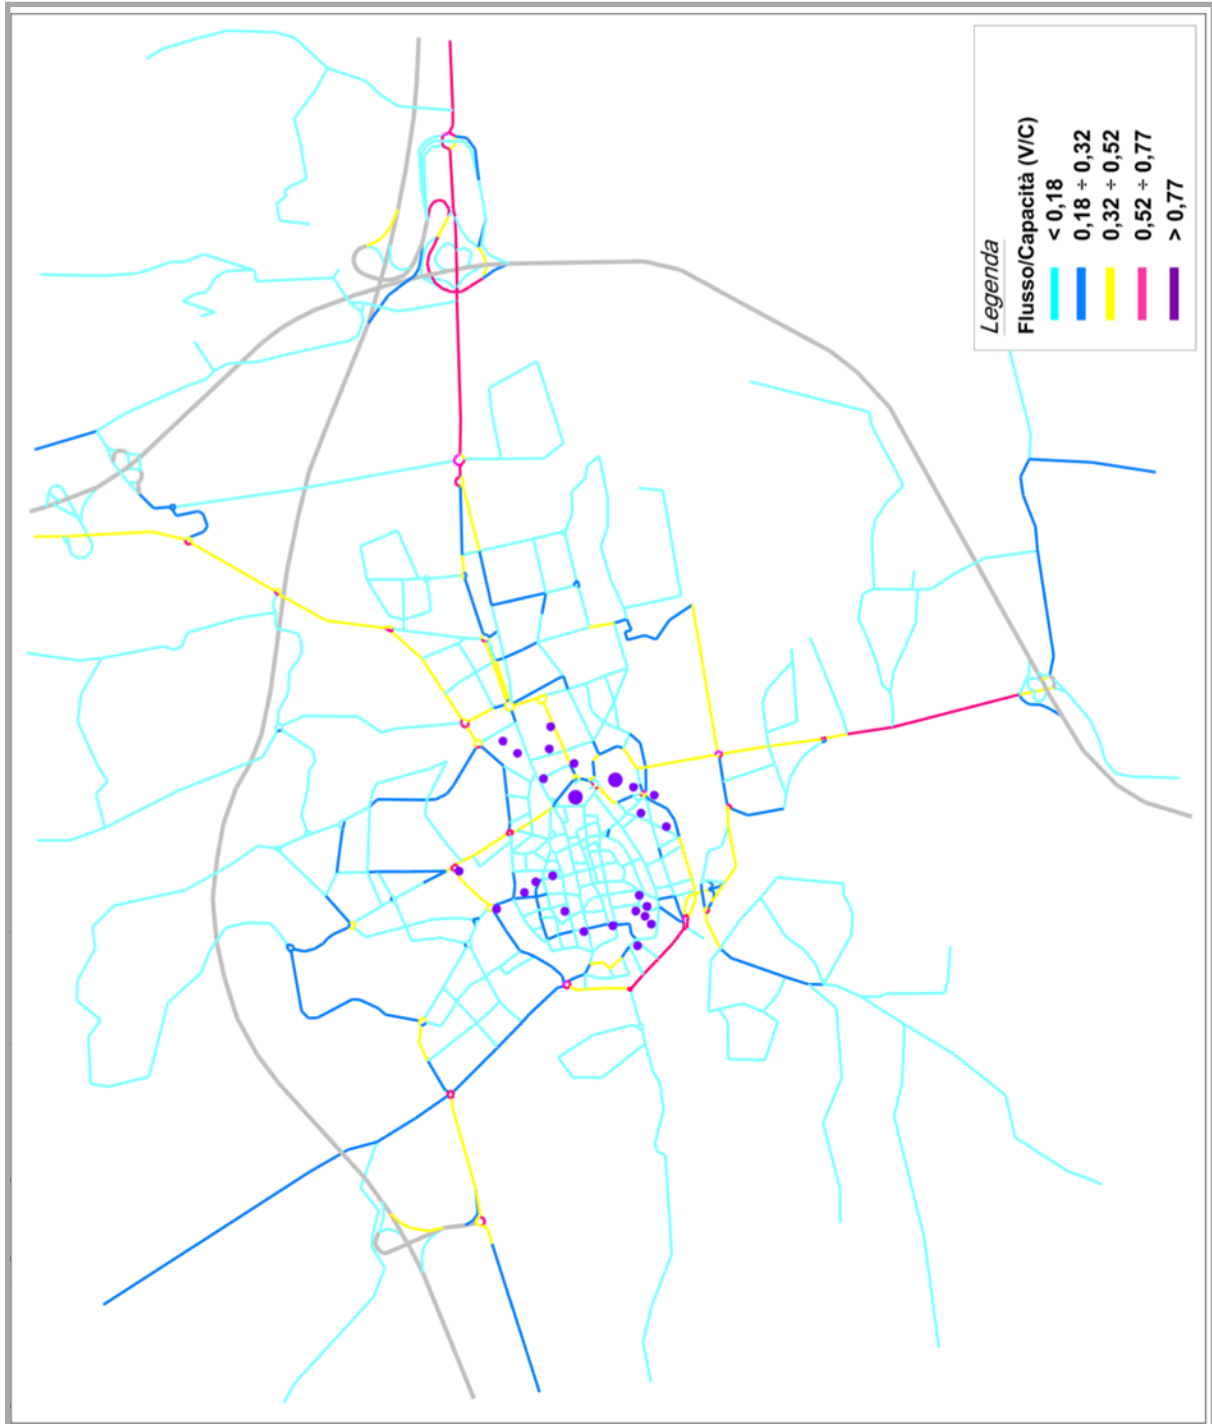 Legenda
Flusso/Capacità (V/C)
< 0,18
0,18 ÷ 0,32
0,32 ÷ 0,52
0,52 ÷ 0,77
> 0,77